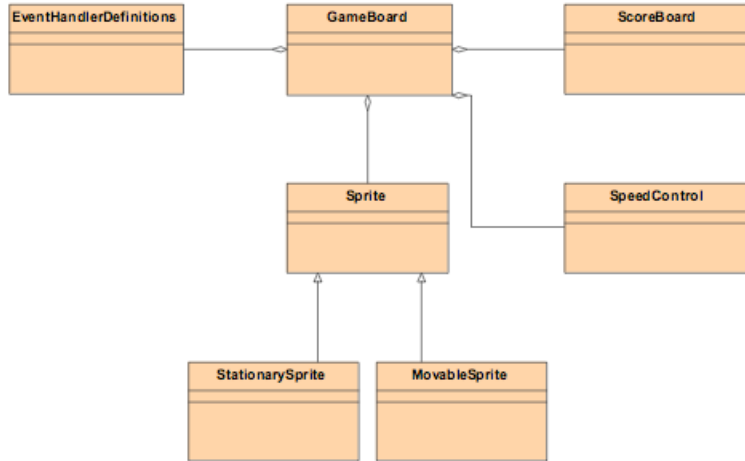 EventHandlerDefinitions
GameBoard
ScoreBoard
Sprite
SpeedControl
StationarySprite
MovableSprite